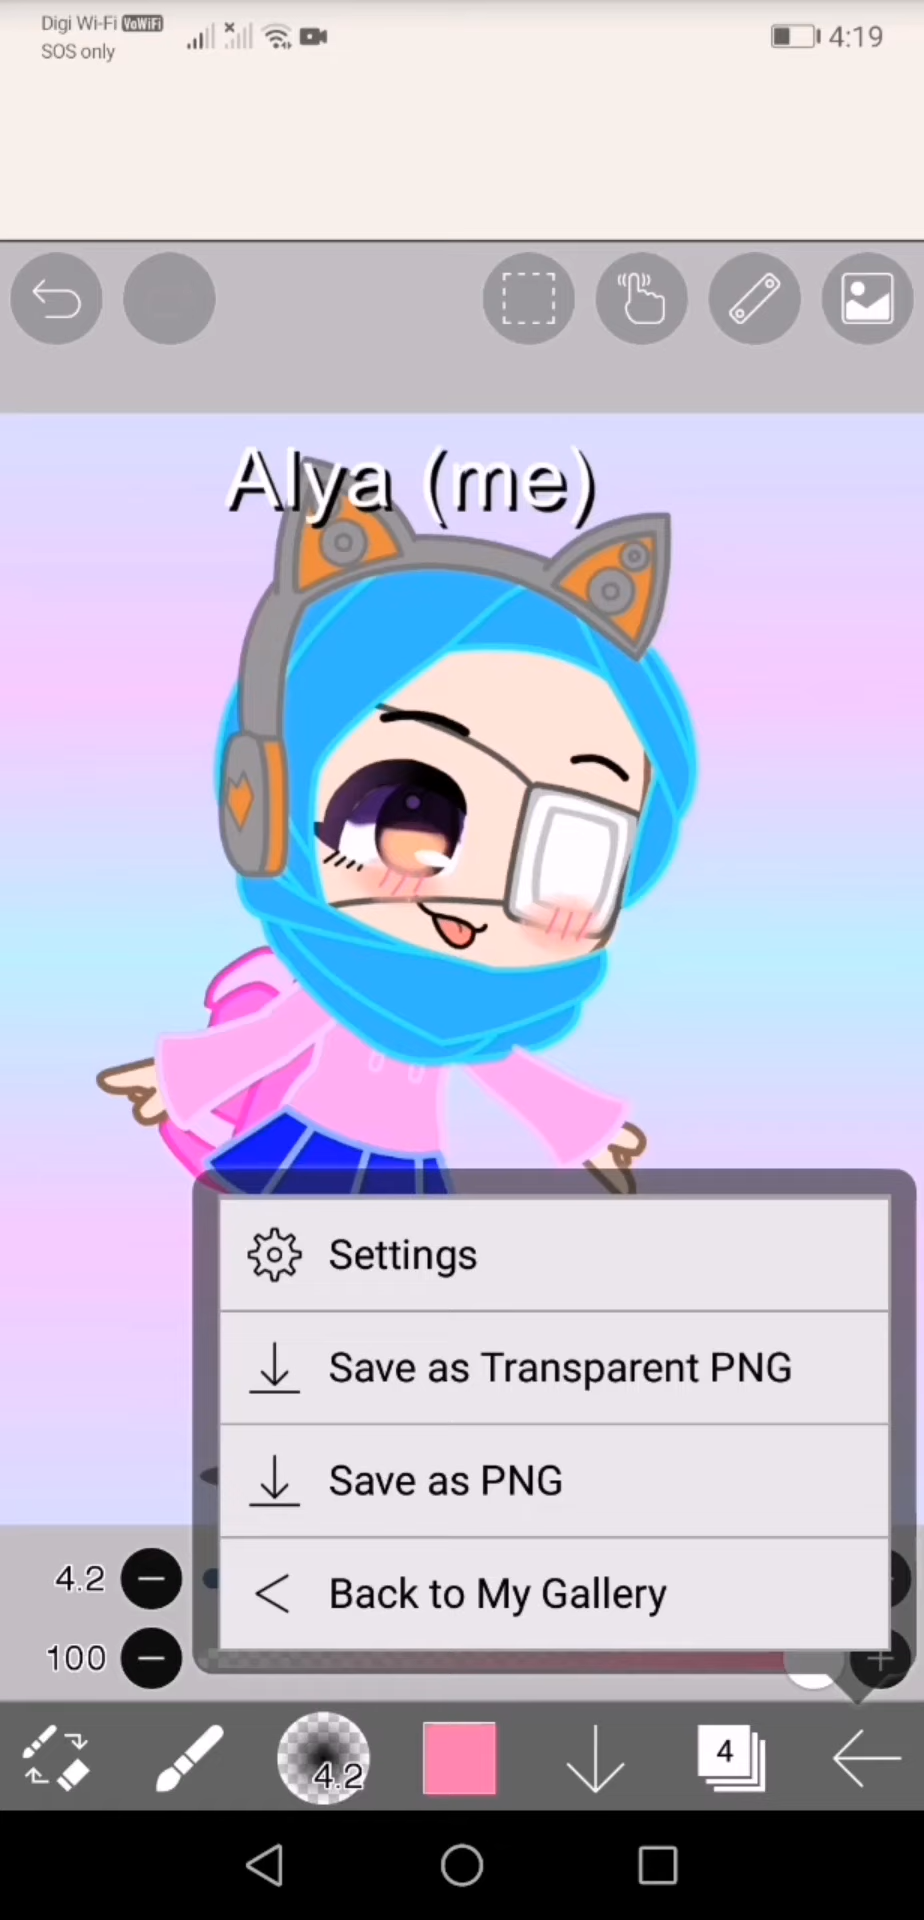 Digi Wi-Fi VoWiFi
SOS only
4:19
Alya (me)
Settings
Save as Transparent PNG
Save as PNG
Back to My Gallery
4.2
100
4.2
4